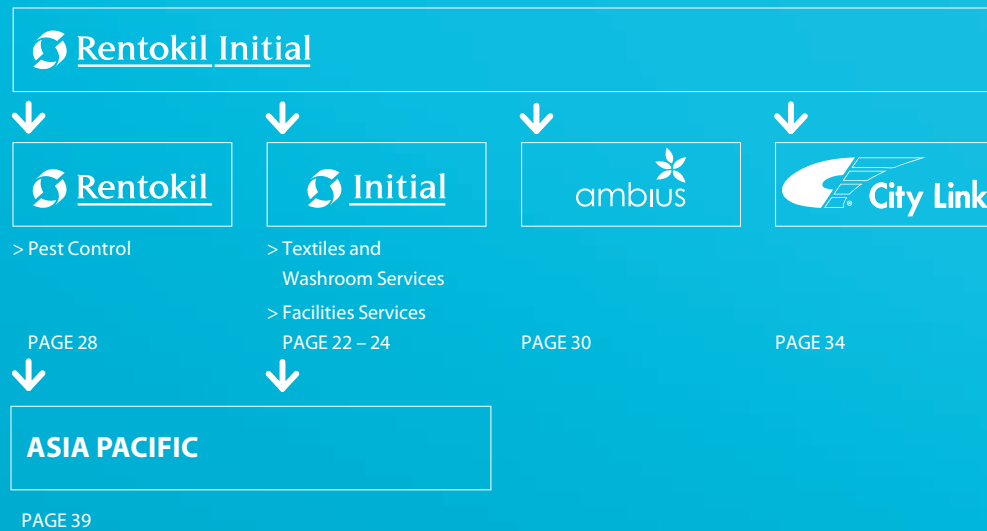 Rentokil Initial
Rentokil
Initial
ambius
City Link
> Pest Control
> Textiles and
Washroom Services
> Facilities Services
PAGE 28
PAGE 22 – 24
PAGE 30
PAGE 34
ASIA PACIFIC
PAGE 39